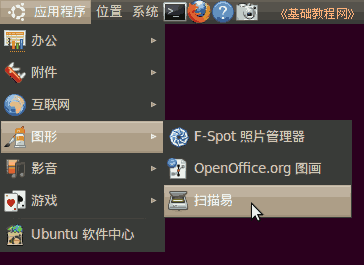 应用程序 位置 系统 《基础教程网》
办公
附件
互联网
图形
影音
游戏
Ubuntu 软件中心
F-Spot 照片管理器
OpenOffice.org 图画
扫描易